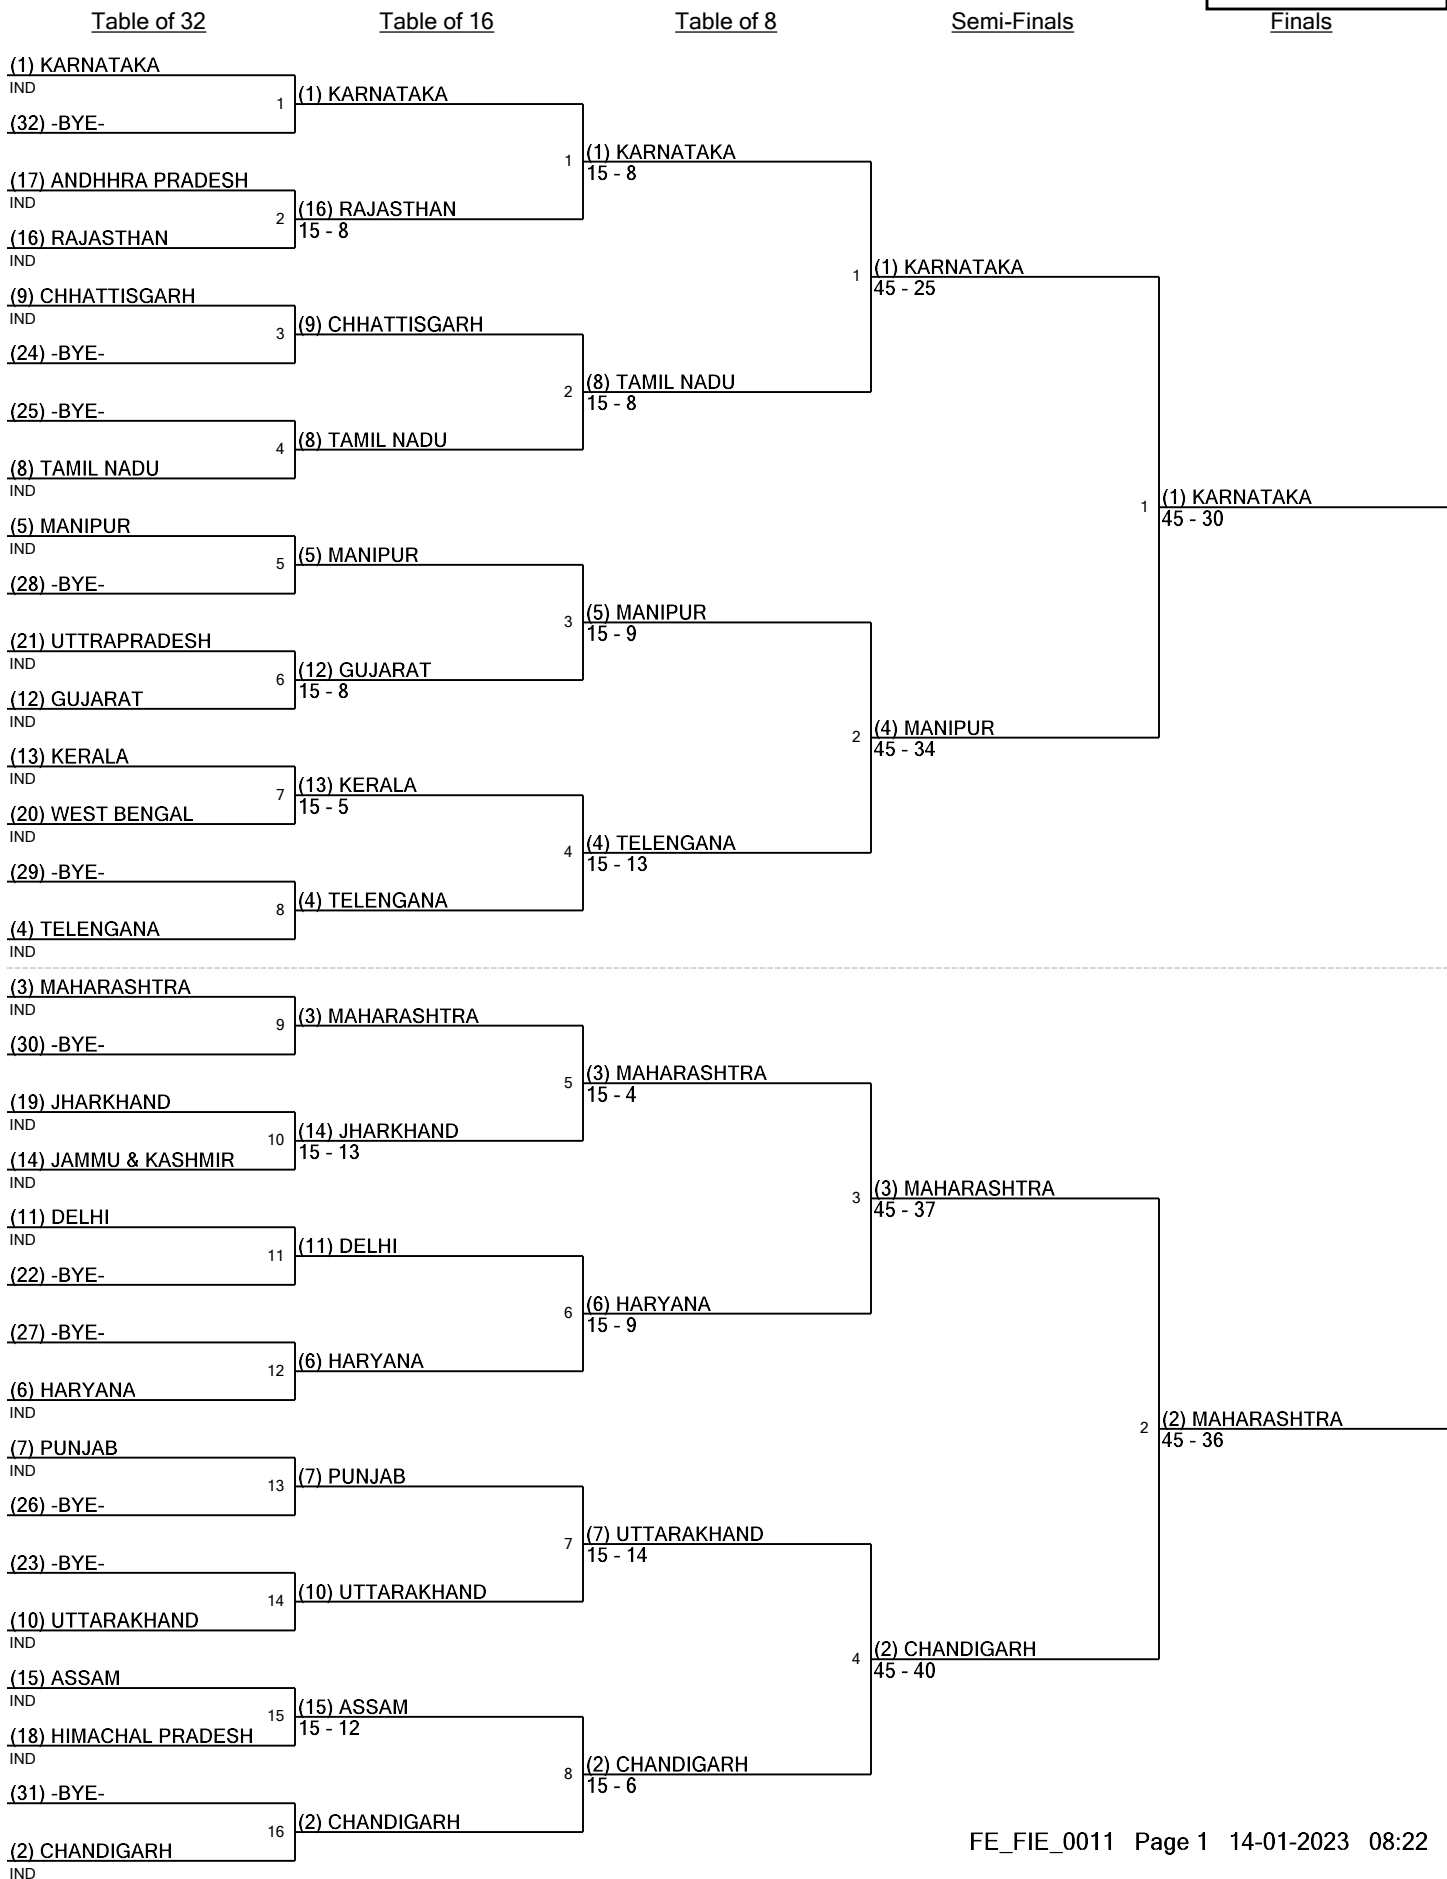 Table of 32
Table of 16
Table of 8
Semi-Finals
Finals
(1) KARNATAKA
IND
1
(32) -BYE-
(17) ANDHHRA PRADESH
IND
2
(16) RAJASTHAN
IND
(9) CHHATTISGARH
IND
3
(24) -BYE-
(25) -BYE-
4
(8) TAMIL NADU
IND
(5) MANIPUR
IND
5
(28) -BYE-
(21) UTTRAPRADESH
IND
6
(12) GUJARAT
IND
(13) KERALA
IND
7
(20) WEST BENGAL
IND
(29) -BYE-
8
(4) TELENGANA
IND
(3) MAHARASHTRA
IND
9
(30) -BYE-
(19) JHARKHAND
IND
10
(14) JAMMU & KASHMIR
IND
(11) DELHI
IND
11
(22) -BYE-
(27) -BYE-
12
(6) HARYANA
IND
(7) PUNJAB
IND
13
(26) -BYE-
(23) -BYE-
14
(10) UTTARAKHAND
IND
(15) ASSAM
IND
15
(18) HIMACHAL PRADESH
IND
(31) -BYE-
16
(2) CHANDIGARH
IND
(1) KARNATAKA
1
(16) RAJASTHAN
15 - 8
(9) CHHATTISGARH
2
(8) TAMIL NADU
(5) MANIPUR
3
(12) GUJARAT
15 - 8
(13) KERALA
15 - 5
4
(4) TELENGANA
(3) MAHARASHTRA
5
(14) JHARKHAND
15 - 13
(11) DELHI
6
(6) HARYANA
(7) PUNJAB
7
(10) UTTARAKHAND
(15) ASSAM
15 - 12
8
(2) CHANDIGARH
(1) KARNATAKA
15 - 8
1
(8) TAMIL NADU
15 - 8
(5) MANIPUR
15 - 9
2
(4) TELENGANA
15 - 13
(3) MAHARASHTRA
15 - 4
3
(6) HARYANA
15 - 9
(7) UTTARAKHAND
15 - 14
4
(2) CHANDIGARH
15 - 6
(1) KARNATAKA
45 - 25
1
(4) MANIPUR
45 - 34
(3) MAHARASHTRA
45 - 37
2
(2) CHANDIGARH
45 - 40
(1) KARNATAKA
45 - 30
(2) MAHARASHTRA
45 - 36
FE_FIE_0011 Page 1 14-01-2023 08:22